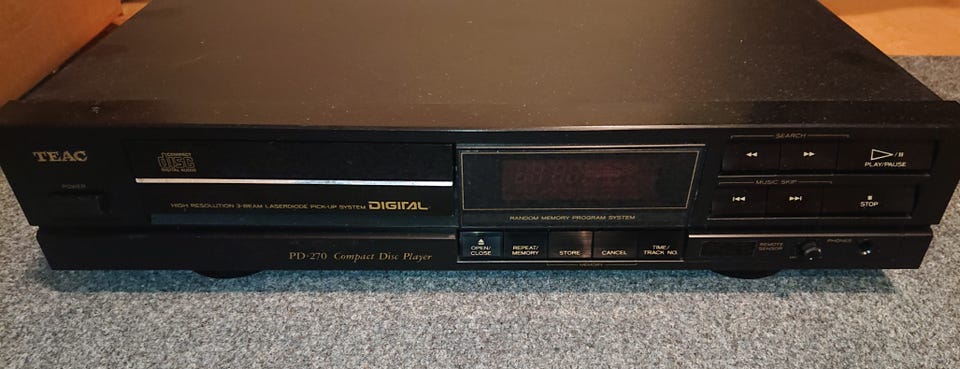 TEAC
POWER
COMPACT
disc
DIGITAL AUDIO
HIGH RESOLUTION 3-BEAM LASERDIODE PICK-UP SYSTEM DIGITAL
RANDOM MEMORY PROGRAM SYSTEM
SEARCH
PLAY/PAUSE
MUSIC SKIP
STOP
PD-270 Compact Disc Player
OPEN/
CLOSE
REPEAT/
MEMORY
STORE
CANCEL
TIME/
TRACK NO.
MEMORY
REMOTE
SENSOR
PHONES